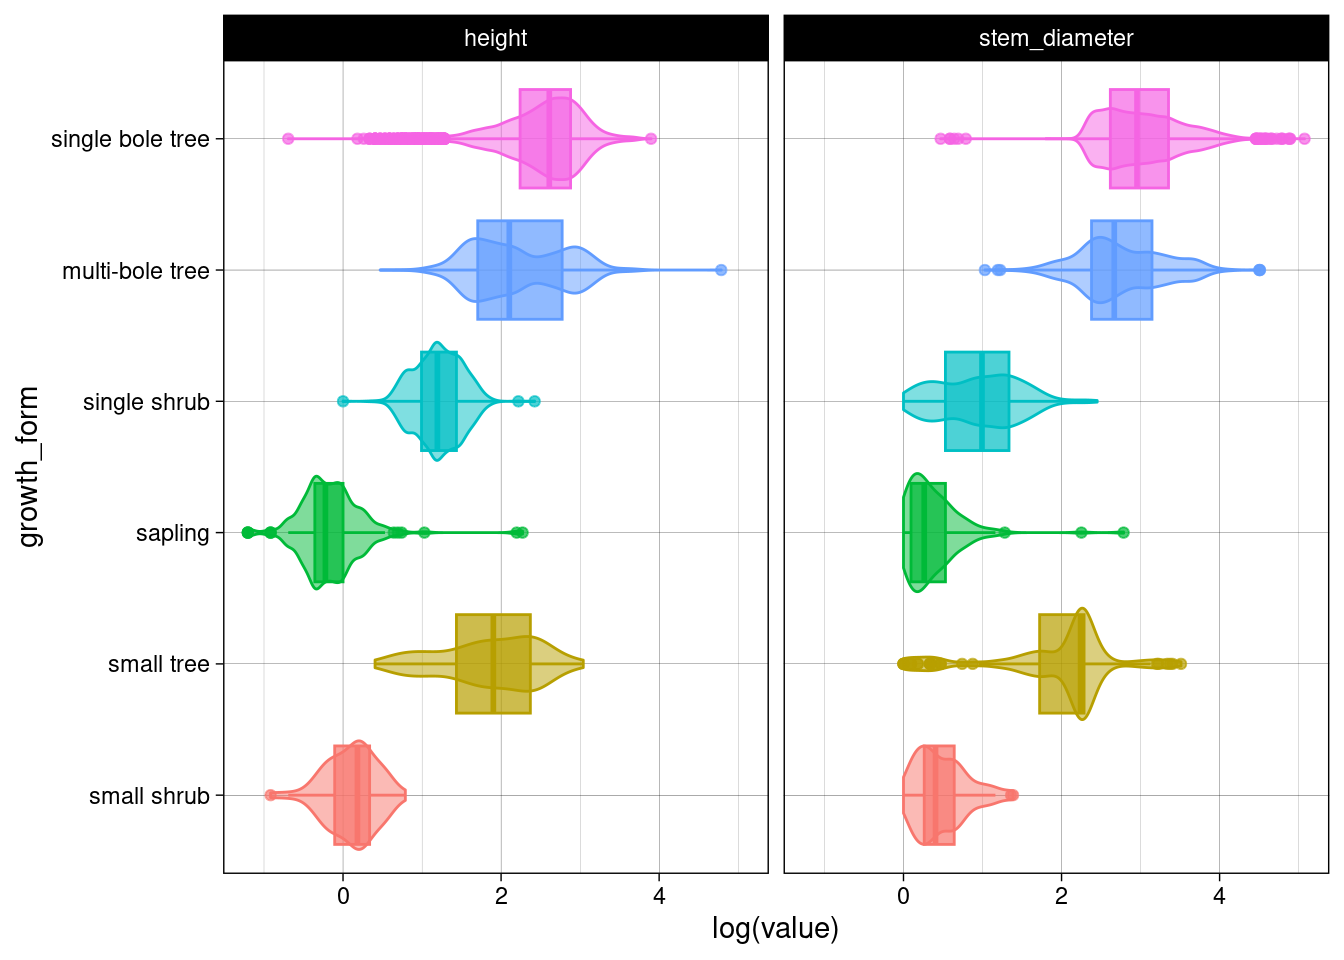 height
stem_diameter
single bole tree
multi-bole tree
single shrub
sapling
small tree
small shrub
growth_form
0 2 4
0 2 4
log(value)